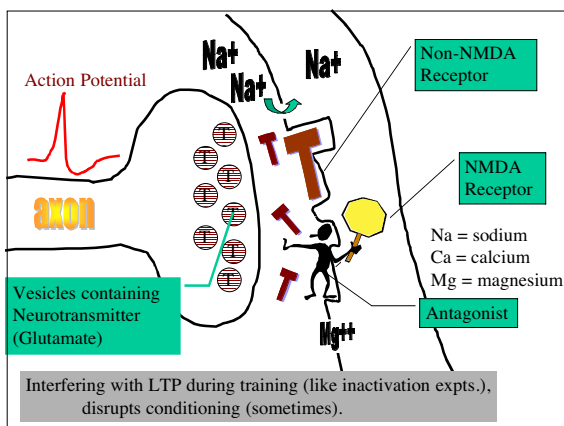 Na+
Na+
Na+
Non-NMDA
Receptor
Action Potential
T
T
T
T
T
T
T
T
T
axon
NMDA
Receptor
Na = sodium
Ca = calcium
Mg = magnesium
Vesicles containing
Neurotransmitter
(Glutamate)
Antagonist
Mg++
Interfering with LTP during training (like inactivation expts.),
disrupts conditioning (sometimes).